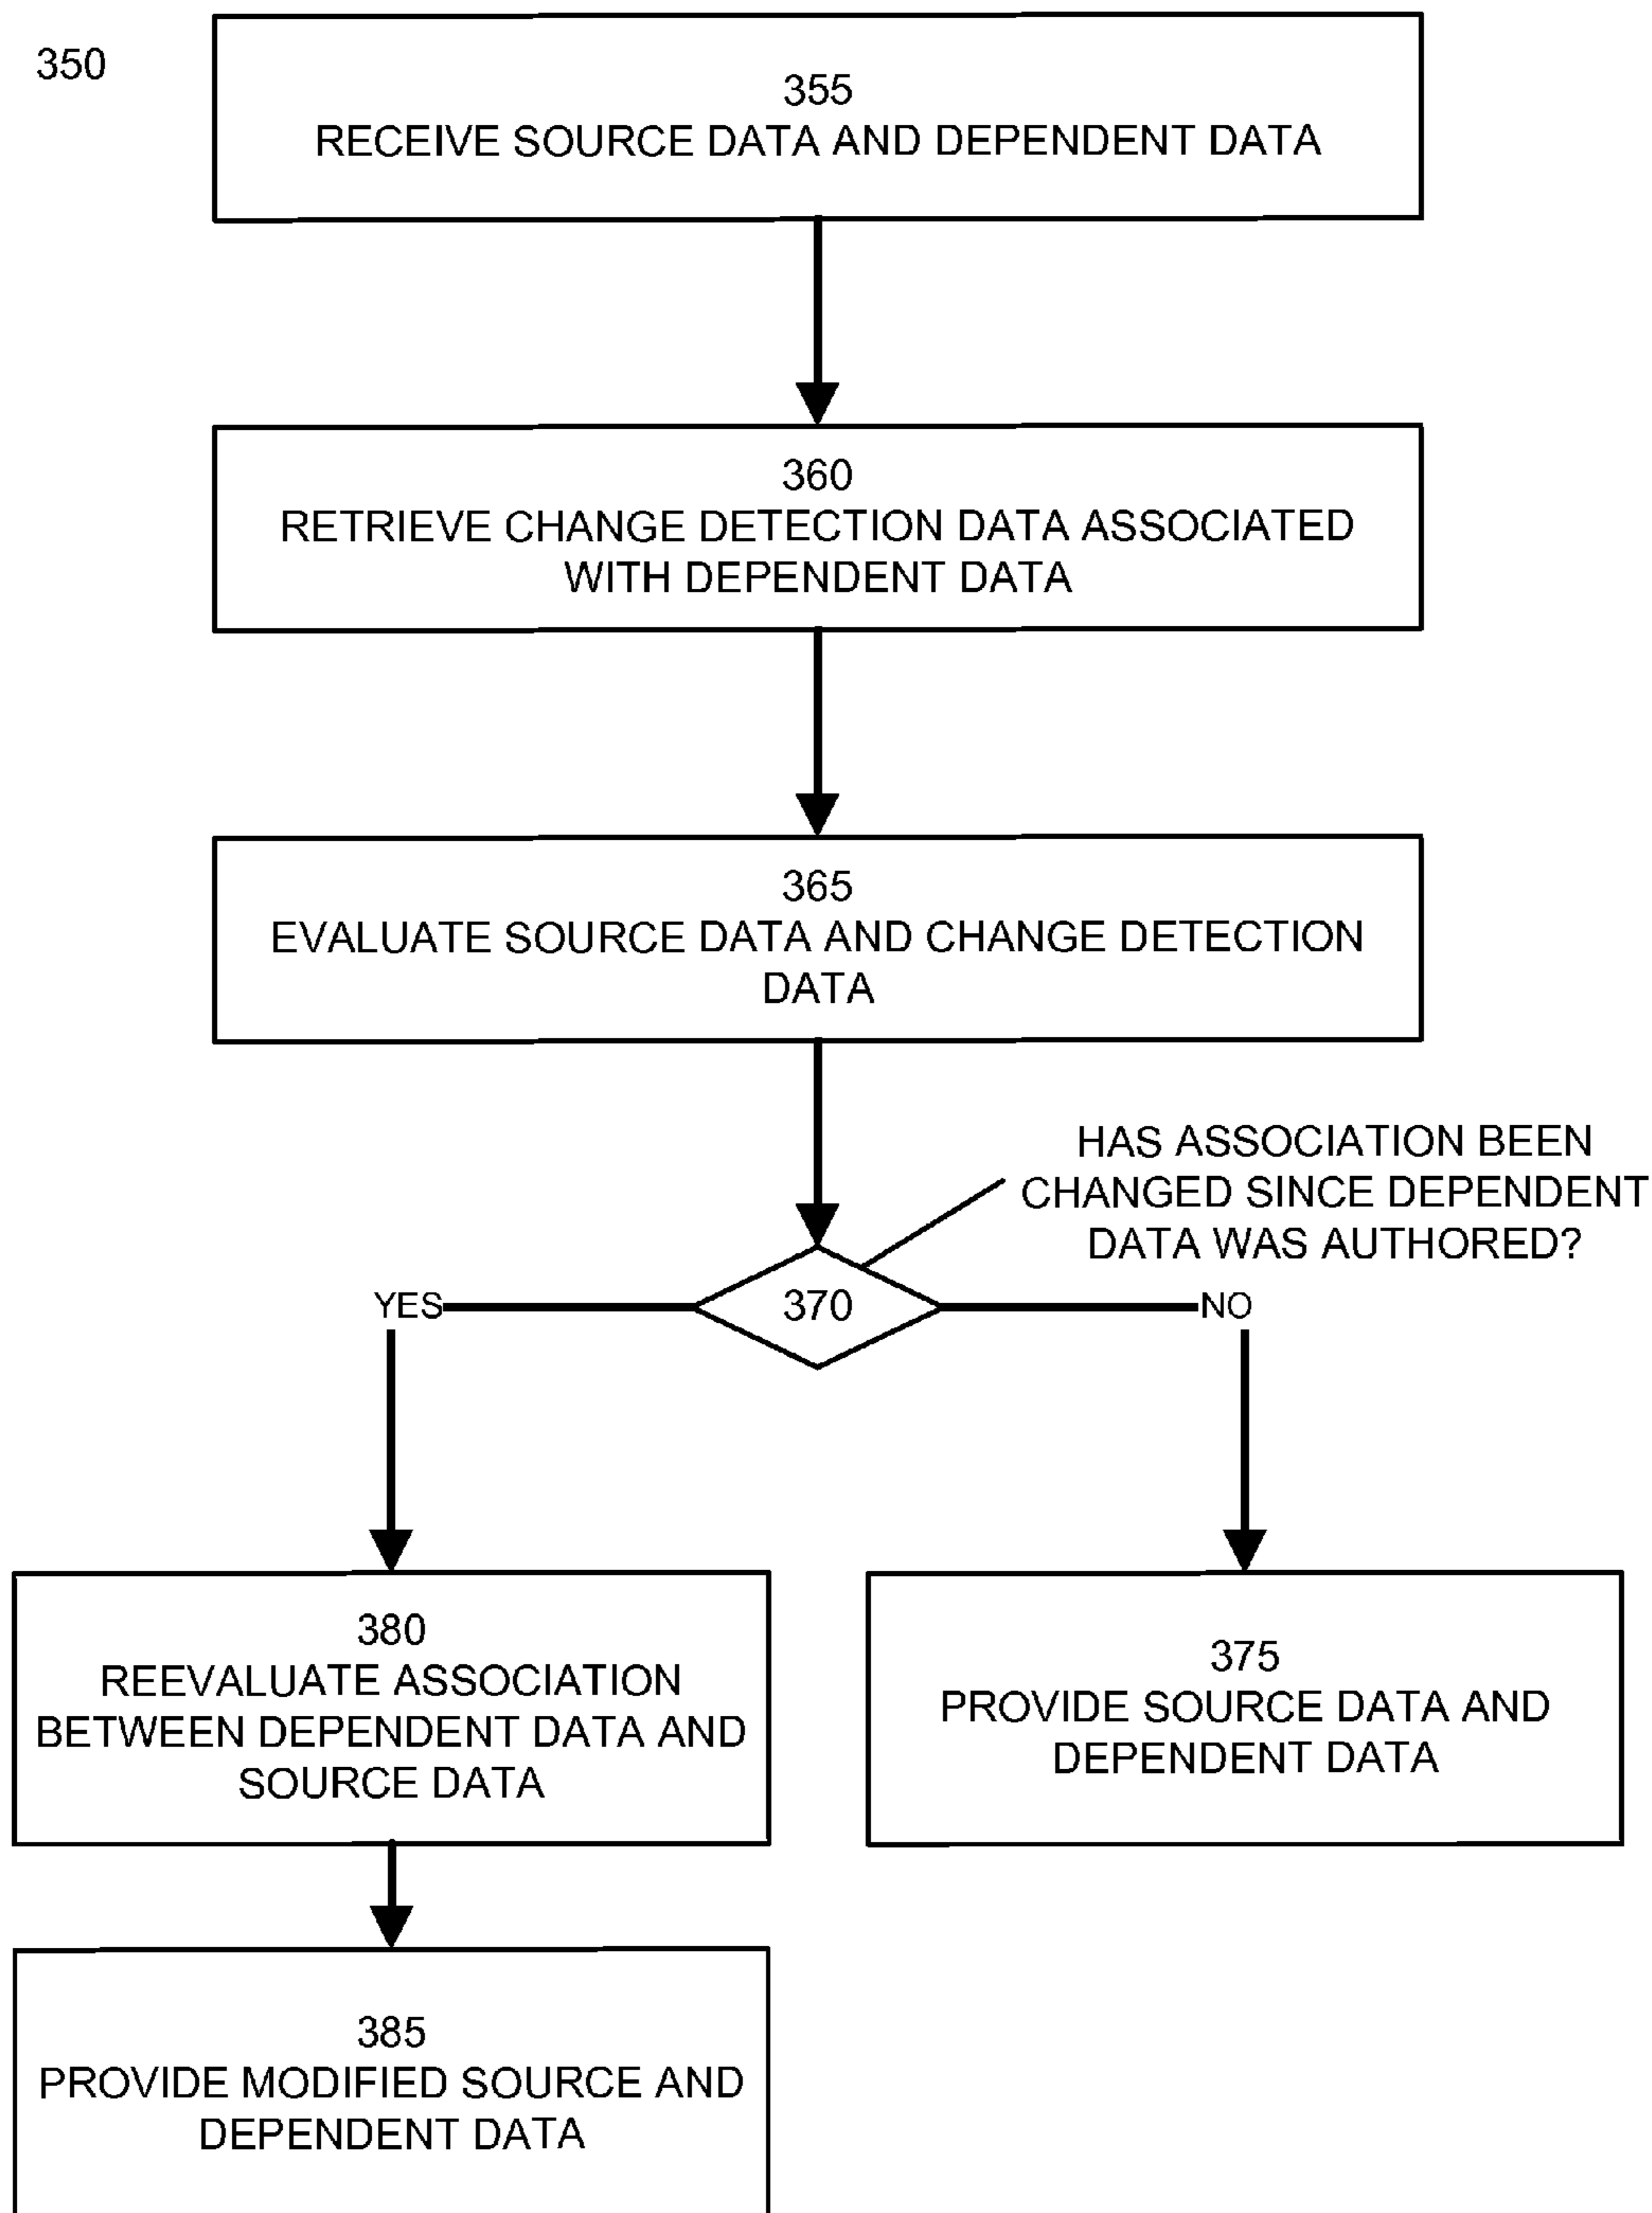 350
355
RECEIVE SOURCE DATA AND DEPENDENT DATA
360
RETRIEVE CHANGE DETECTION DATA ASSOCIATED
WITH DEPENDENT DATA
365
EVALUATE SOURCE DATA AND CHANGE DETECTION
DATA
HAS ASSOCIATION BEEN
CHANGED SINCE DEPENDENT
DATA WAS AUTHORED?
YES
370
NO
380
REEVALUATE ASSOCIATION
BETWEEN DEPENDENT DATA AND
SOURCE DATA
375
PROVIDE SOURCE DATA AND
DEPENDENT DATA
385
PROVIDE MODIFIED SOURCE AND
DEPENDENT DATA